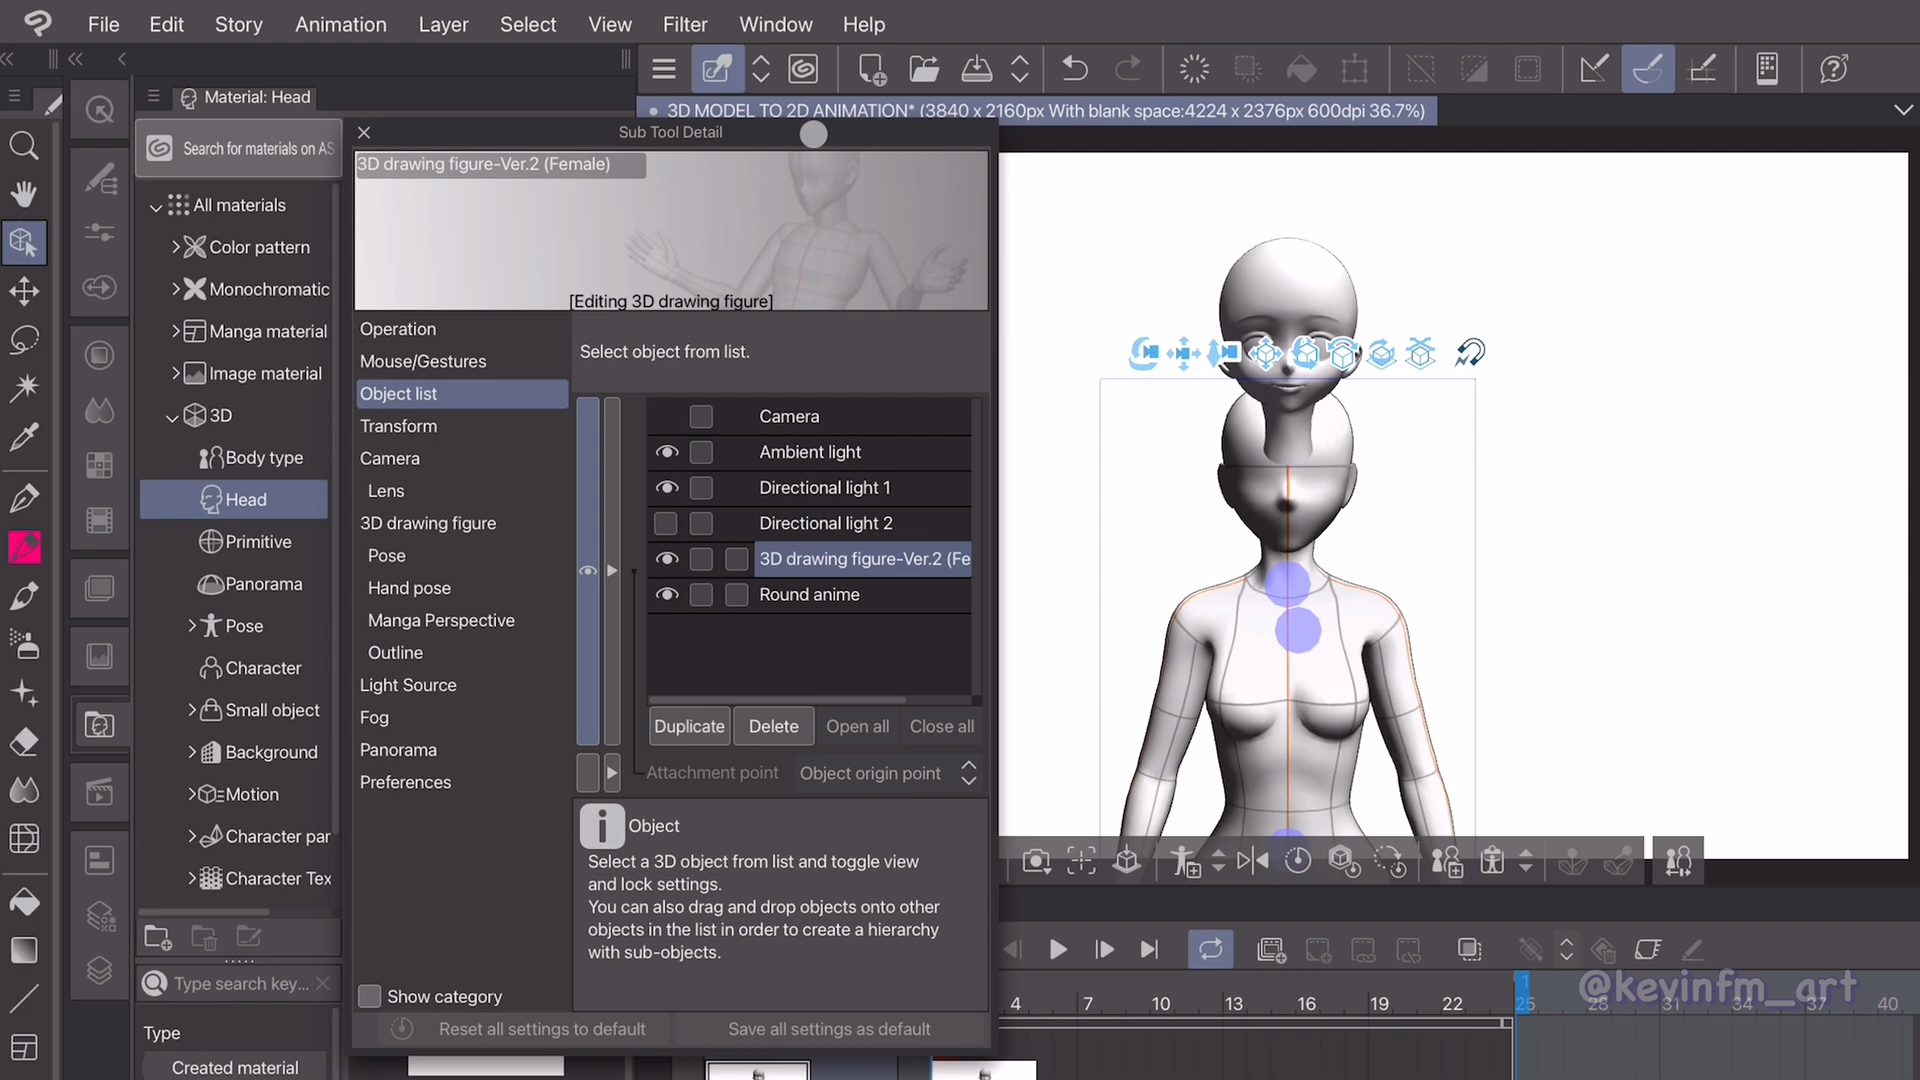 File Edit Story Animation Layer Select View Filter Window Help
Material: Head
3D MODEL TO 2D ANIMATION* (3840 x 2160px With blank space:4224 x 2376px 600dpi 36.7%)
Search for materials on AS
All materials
Color pattern
Monochromatic
Manga material
Image material
3D
Body type
Head
Primitive
Panorama
Pose
Character
Small object
Background
Motion
Character par
Character Tex
Type search key...
Type
Created material
Sub Tool Detail
3D drawing figure-Ver.2 (Female)
[Editing 3D drawing figure]
Operation
Mouse/Gestures
Object list
Transform
Camera
Lens
3D drawing figure
Pose
Hand pose
Manga Perspective
Outline
Light Source
Fog
Panorama
Preferences
Show category
Select object from list.
Camera
Ambient light
Directional light 1
Directional light 2
3D drawing figure-Ver.2 (Fe
Round anime
Duplicate Delete Open all Close all
Attachment point Object origin point
Object
Select a 3D object from list and toggle view
and lock settings.
You can also drag and drop objects onto other
objects in the list in order to create a hierarchy
with sub-objects.
Reset all settings to default Save all settings as default
1
4 7 10 13 16 19 22 25 28 31 34 37 40
@kevinfm_art